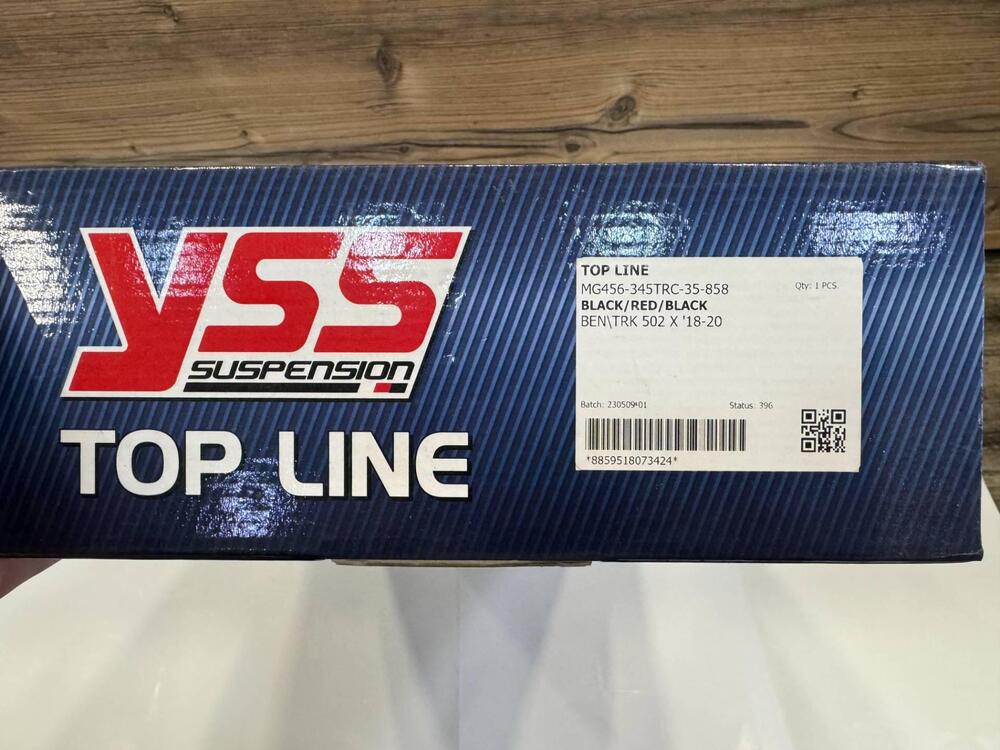 YSS
SUSPENSION
TOP LINE
TOP LINE
MG456-345TRC-35-858
Qty: 1 PCS.
BLACK/RED/BLACK
BEN\TRK 502 X '18-20
Batch: 230509*01
Status: 396
*8859518073424*